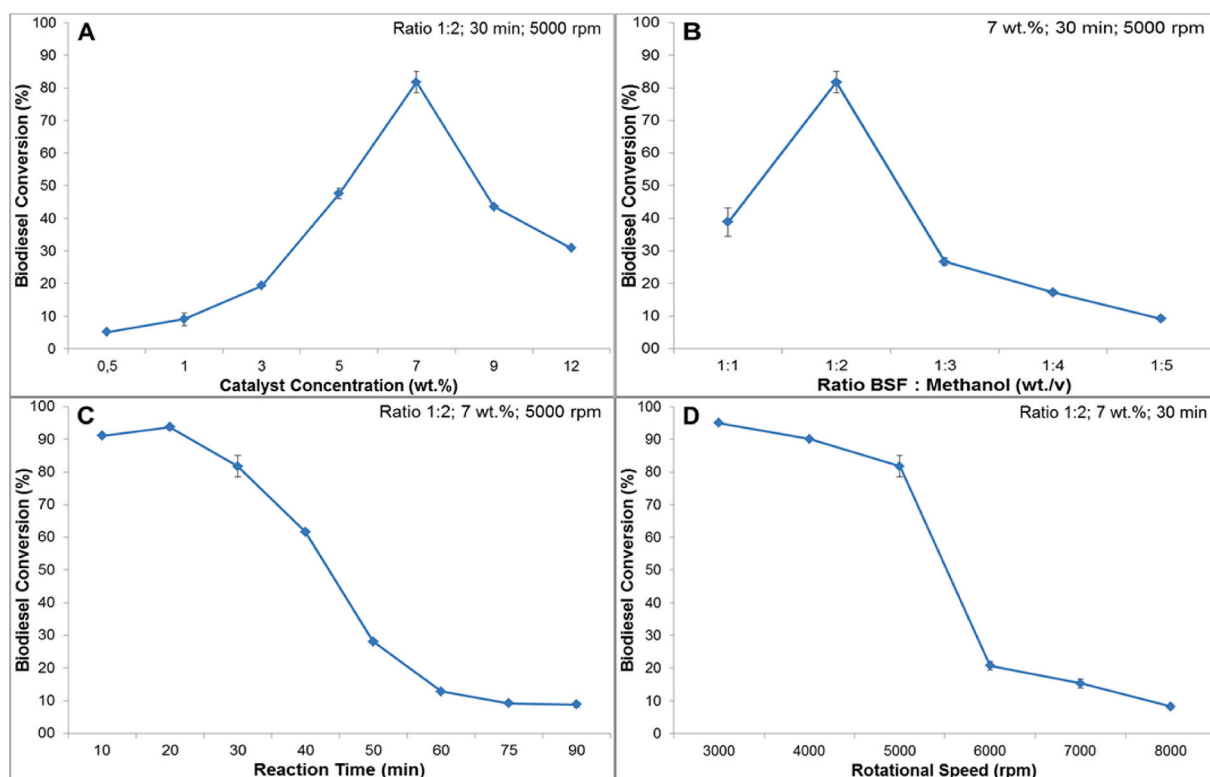 A
Ratio 1:2; 30 min; 5000 rpm
Biodiesel Conversion (%)
100
90
80
70
60
50
40
30
20
10
0
0,5 1 3 5 7 9 12
Catalyst Concentration (wt.%)
B
7 wt.%; 30 min; 5000 rpm
Biodiesel Conversion (%)
100
90
80
70
60
50
40
30
20
10
00
1:1 1:2 1:3 1:4 1:5
Ratio BSF : Methanol (wt./v)
C
Ratio 1:2; 7 wt.%; 5000 rpm
Biodiesel Conversion (%)
100
90
80
70
60
50
40
30
20
10
00
10 20 30 40 50 60 75 90
Reaction Time (min)
D
Ratio 1:2; 7 wt.%; 30 min
Biodiesel Conversion (%)
100
90
80
70
60
50
40
30
20
10
0
3000 4000 5000 6000 7000 8000
Rotational Speed (rpm)